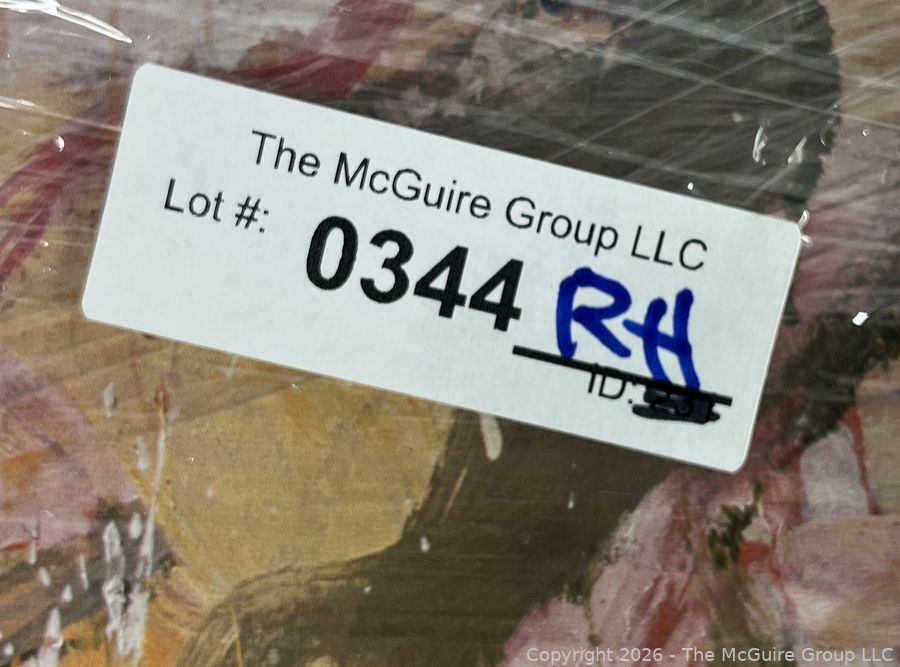 The McGuire Group LLC
Lot #:
0344 RH
ID:
Copyright 2026 - The McGuire Group LLC